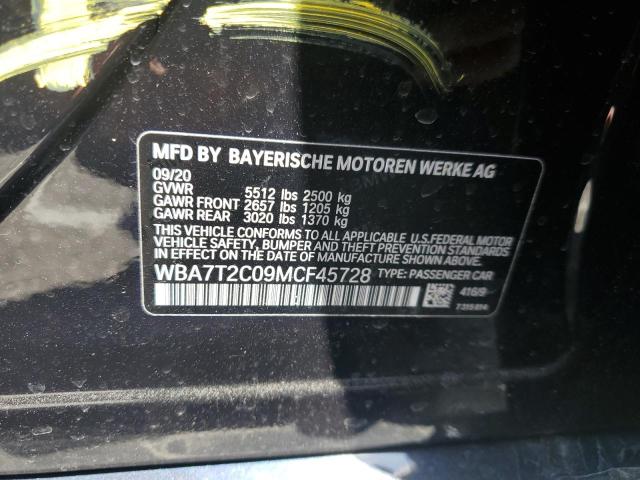 MFD BY BAYERISCHE MOTOREN WERKE AG
09/20
GVWR 5512 lbs 2500 kg
GAWR FRONT 2657 lbs 1205 kg
GAWR REAR 3020 lbs 1370 kg
THIS VEHICLE CONFORMS TO ALL APPLICABLE U.S.FEDERAL MOTOR
VEHICLE SAFETY, BUMPER AND THEFT PREVENTION STANDARDS
IN EFFECT ON THE DATE OF MANUFACTURE SHOWN ABOVE.
WBA7T2C09MCF45728 TYPE: PASSENGER CAR
416/9
7315814